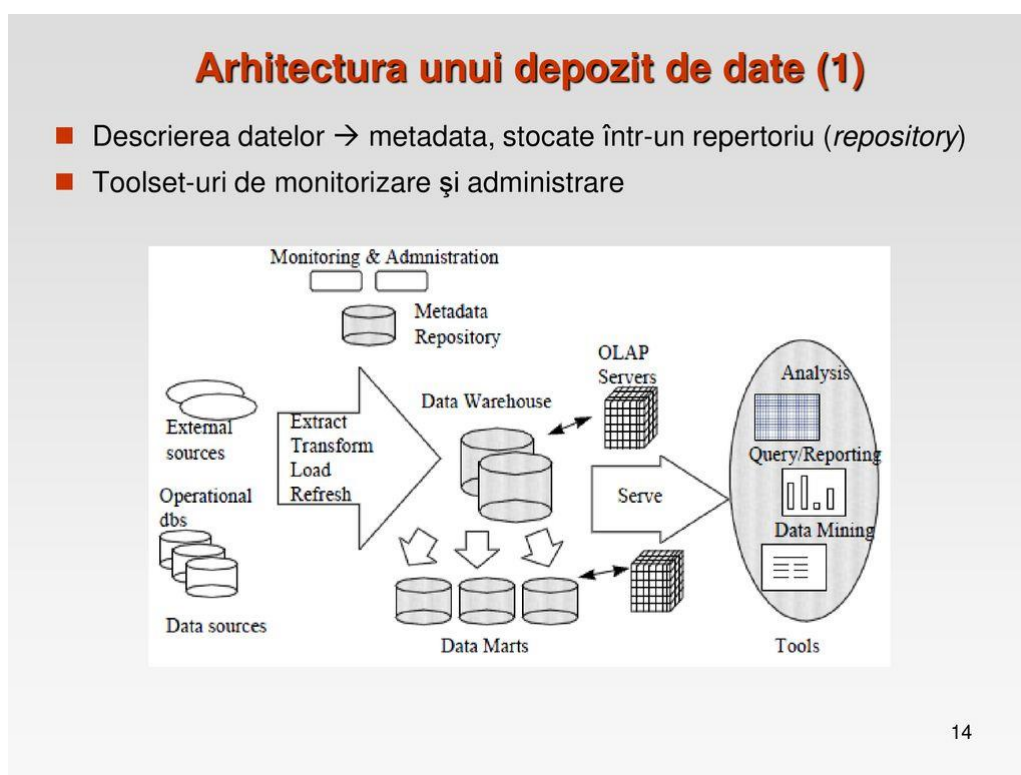 Arhitectura unui depozit de date (1)
Descrierea datelor → metadata, stocate într-un repertoriu (repository)
Toolset-uri de monitorizare şi administrare
Monitoring & Admnistration
Metadata
Repository
OLAP
Servers
Analysis
Data Warehouse
External
sources
Extract
Transform
Load
Refresh
Query/Reporting
Operational
dbs
Serve
Data Mining
Data sources
Data Marts
Tools
14